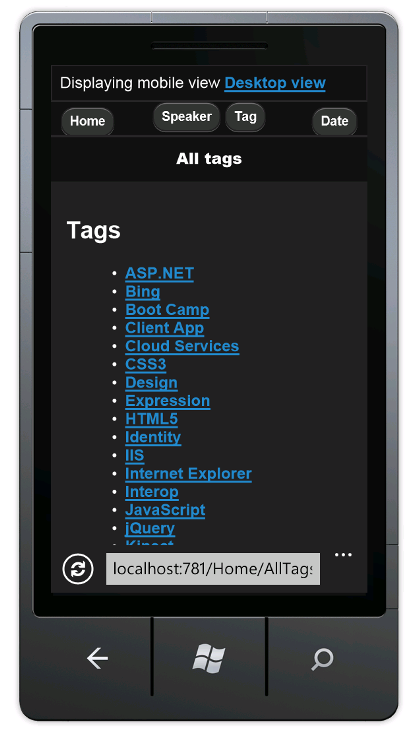 Displaying mobile view Desktop view
Home Speaker Tag Date
All tags
Tags
• ASP.NET
• Bing
• Boot Camp
• Client App
• Cloud Services
• CSS3
• Design
• Expression
• HTML5
• Identity
• IIS
• Internet Explorer
• Interop
• JavaScript
• jQuery
localhost:781/Home/AllTags